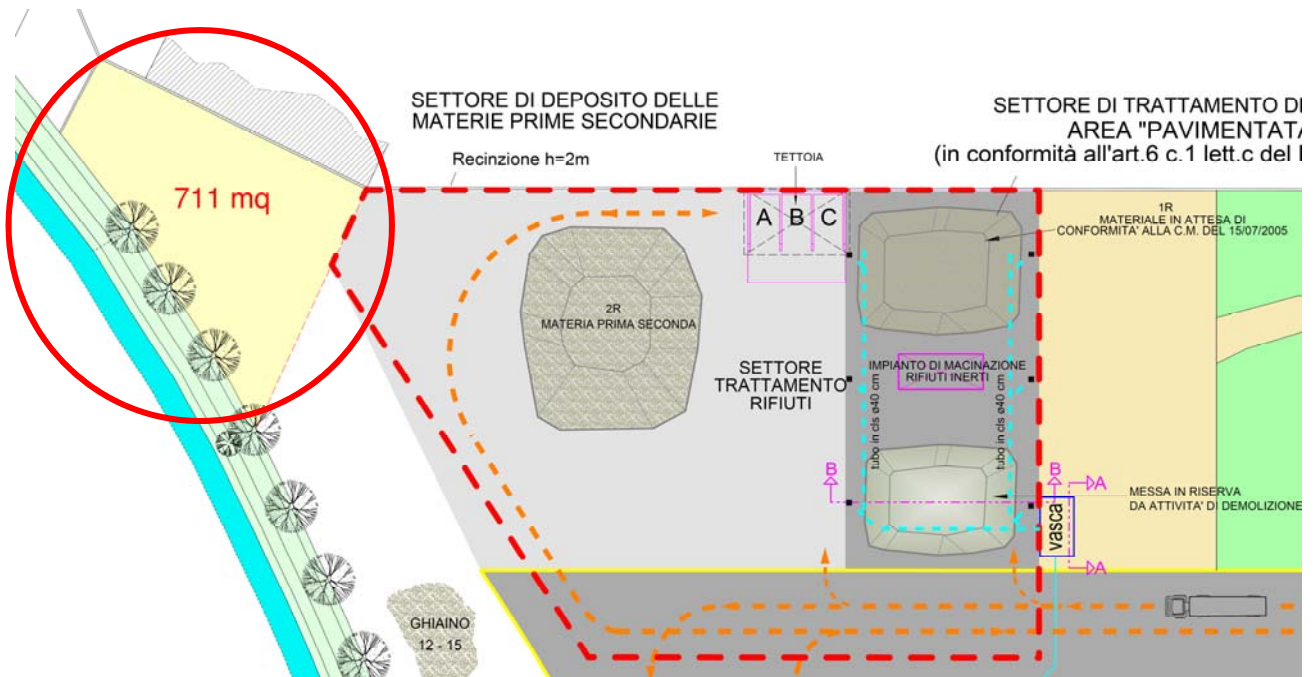 SETTORE DI DEPOSITO DELLE
MATERIE PRIME SECONDARIE
Recinzione h=2m
TETTOIA
SETTORE DI TRATTAMENTO DE
AREA "PAVIMENTATA
(in conformità all'art.6 c.1 lett.c del
711 mq
A B C
1R
MATERIALE IN ATTESA DI
CONFORMITA' ALLA C.M. DEL 15/07/2005
2R
MATERIA PRIMA SECONDA
SETTORE
TRATTAMENTO
RIFIUTI
IMPIANTO DI MACINAZIONE
RIFIUTI INERTI
tubo in cls ø40 cm
tubo in cls ø40 cm
B
B
A
MESSA IN RISERVA
DA ATTIVITA' DI DEMOLIZIONE
vasca
A
GHIAINO
12 - 15